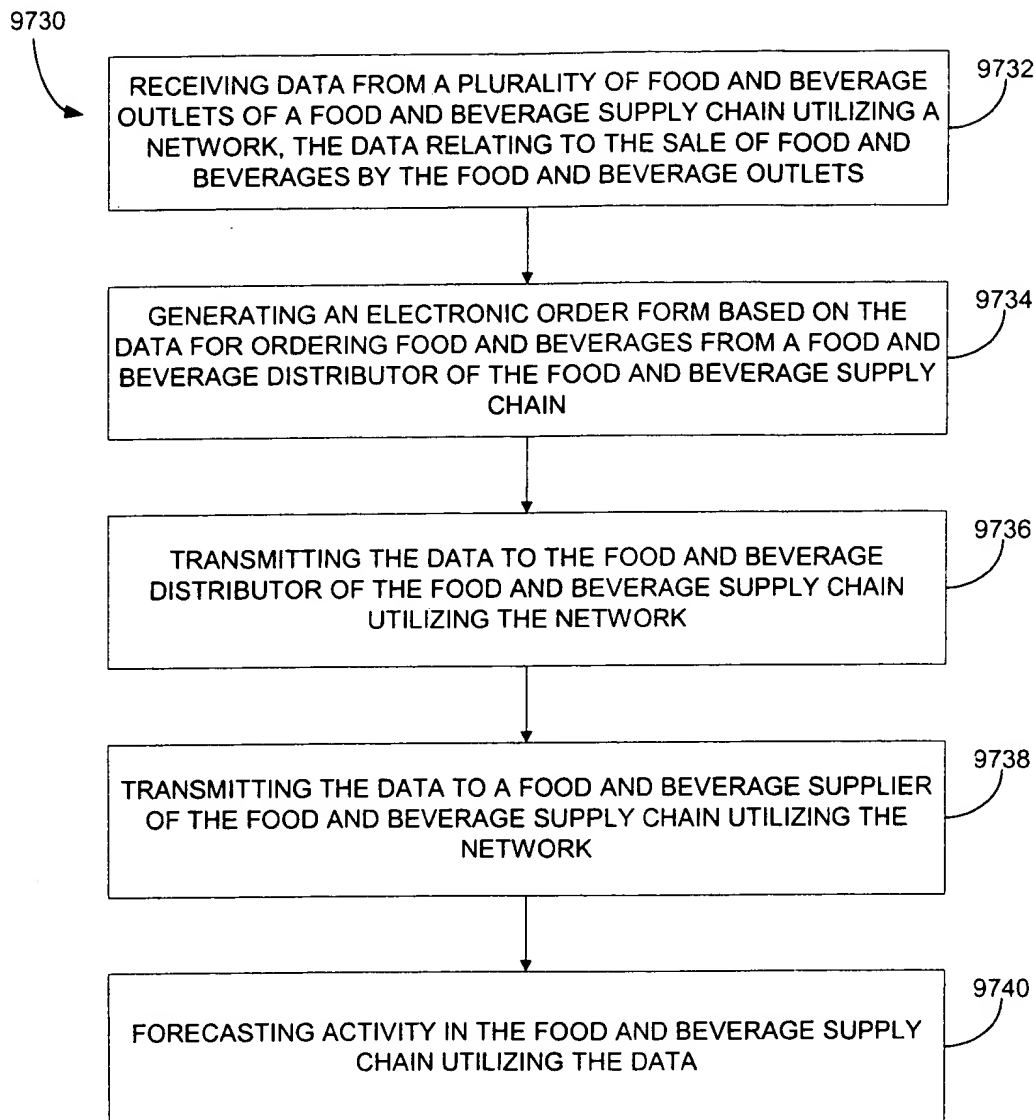 9730
9732
RECEIVING DATA FROM A PLURALITY OF FOOD AND BEVERAGE
OUTLETS OF A FOOD AND BEVERAGE SUPPLY CHAIN UTILIZING A
NETWORK, THE DATA RELATING TO THE SALE OF FOOD AND
BEVERAGES BY THE FOOD AND BEVERAGE OUTLETS
9734
GENERATING AN ELECTRONIC ORDER FORM BASED ON THE
DATA FOR ORDERING FOOD AND BEVERAGES FROM A FOOD AND
BEVERAGE DISTRIBUTOR OF THE FOOD AND BEVERAGE SUPPLY
CHAIN
9736
TRANSMITTING THE DATA TO THE FOOD AND BEVERAGE
DISTRIBUTOR OF THE FOOD AND BEVERAGE SUPPLY CHAIN
UTILIZING THE NETWORK
9738
TRANSMITTING THE DATA TO A FOOD AND BEVERAGE SUPPLIER
OF THE FOOD AND BEVERAGE SUPPLY CHAIN UTILIZING THE
NETWORK
9740
FORECASTING ACTIVITY IN THE FOOD AND BEVERAGE SUPPLY
CHAIN UTILIZING THE DATA